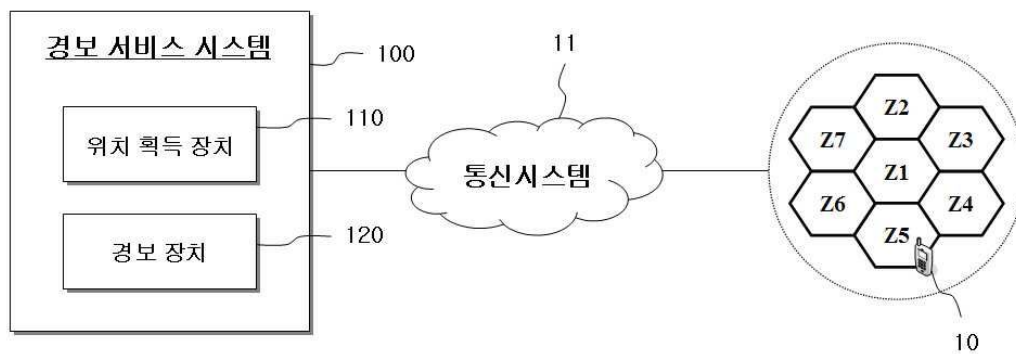 경보 서비스 시스템
100
110
위치 획득 장치
120
경보 장치
11
통신시스템
Z2
Z7
Z3
Z1
Z6
Z4
Z5
10